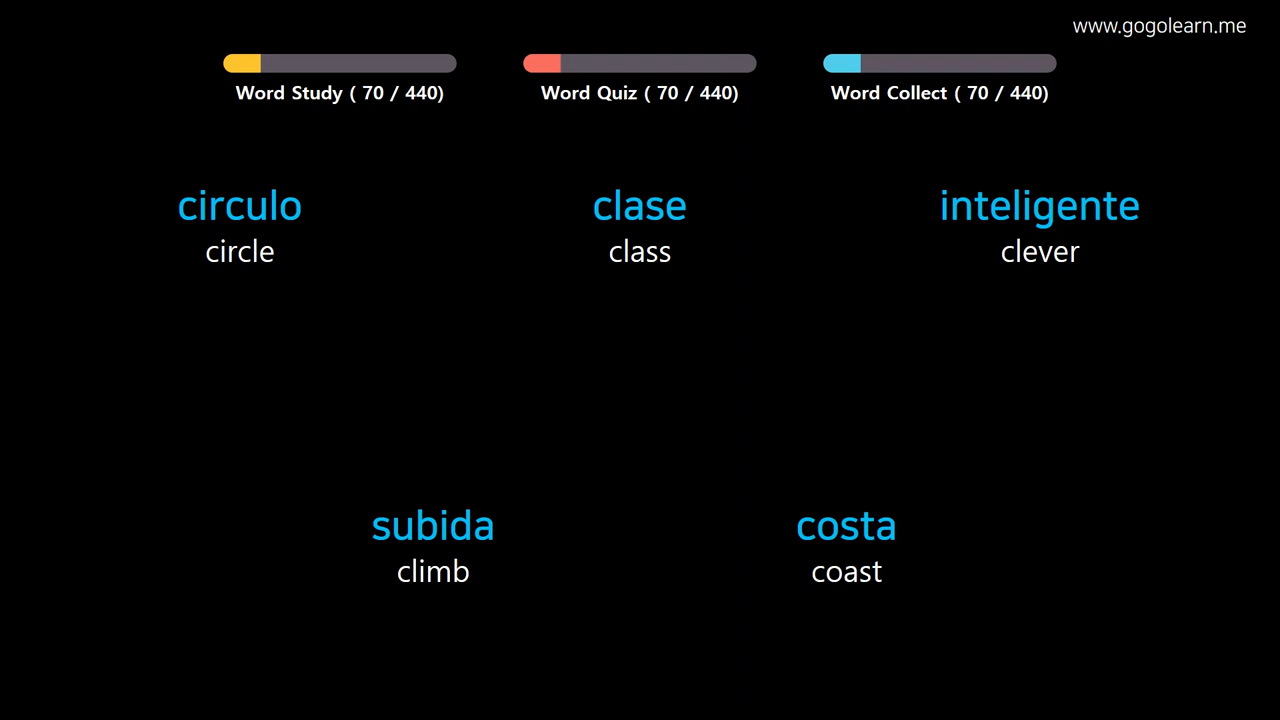 www.gogolearn.me
Word Study ( 70 / 440)
Word Quiz ( 70 / 440)
Word Collect ( 70 / 440)
circulo
circle
clase
class
inteligente
clever
subida
climb
costa
coast